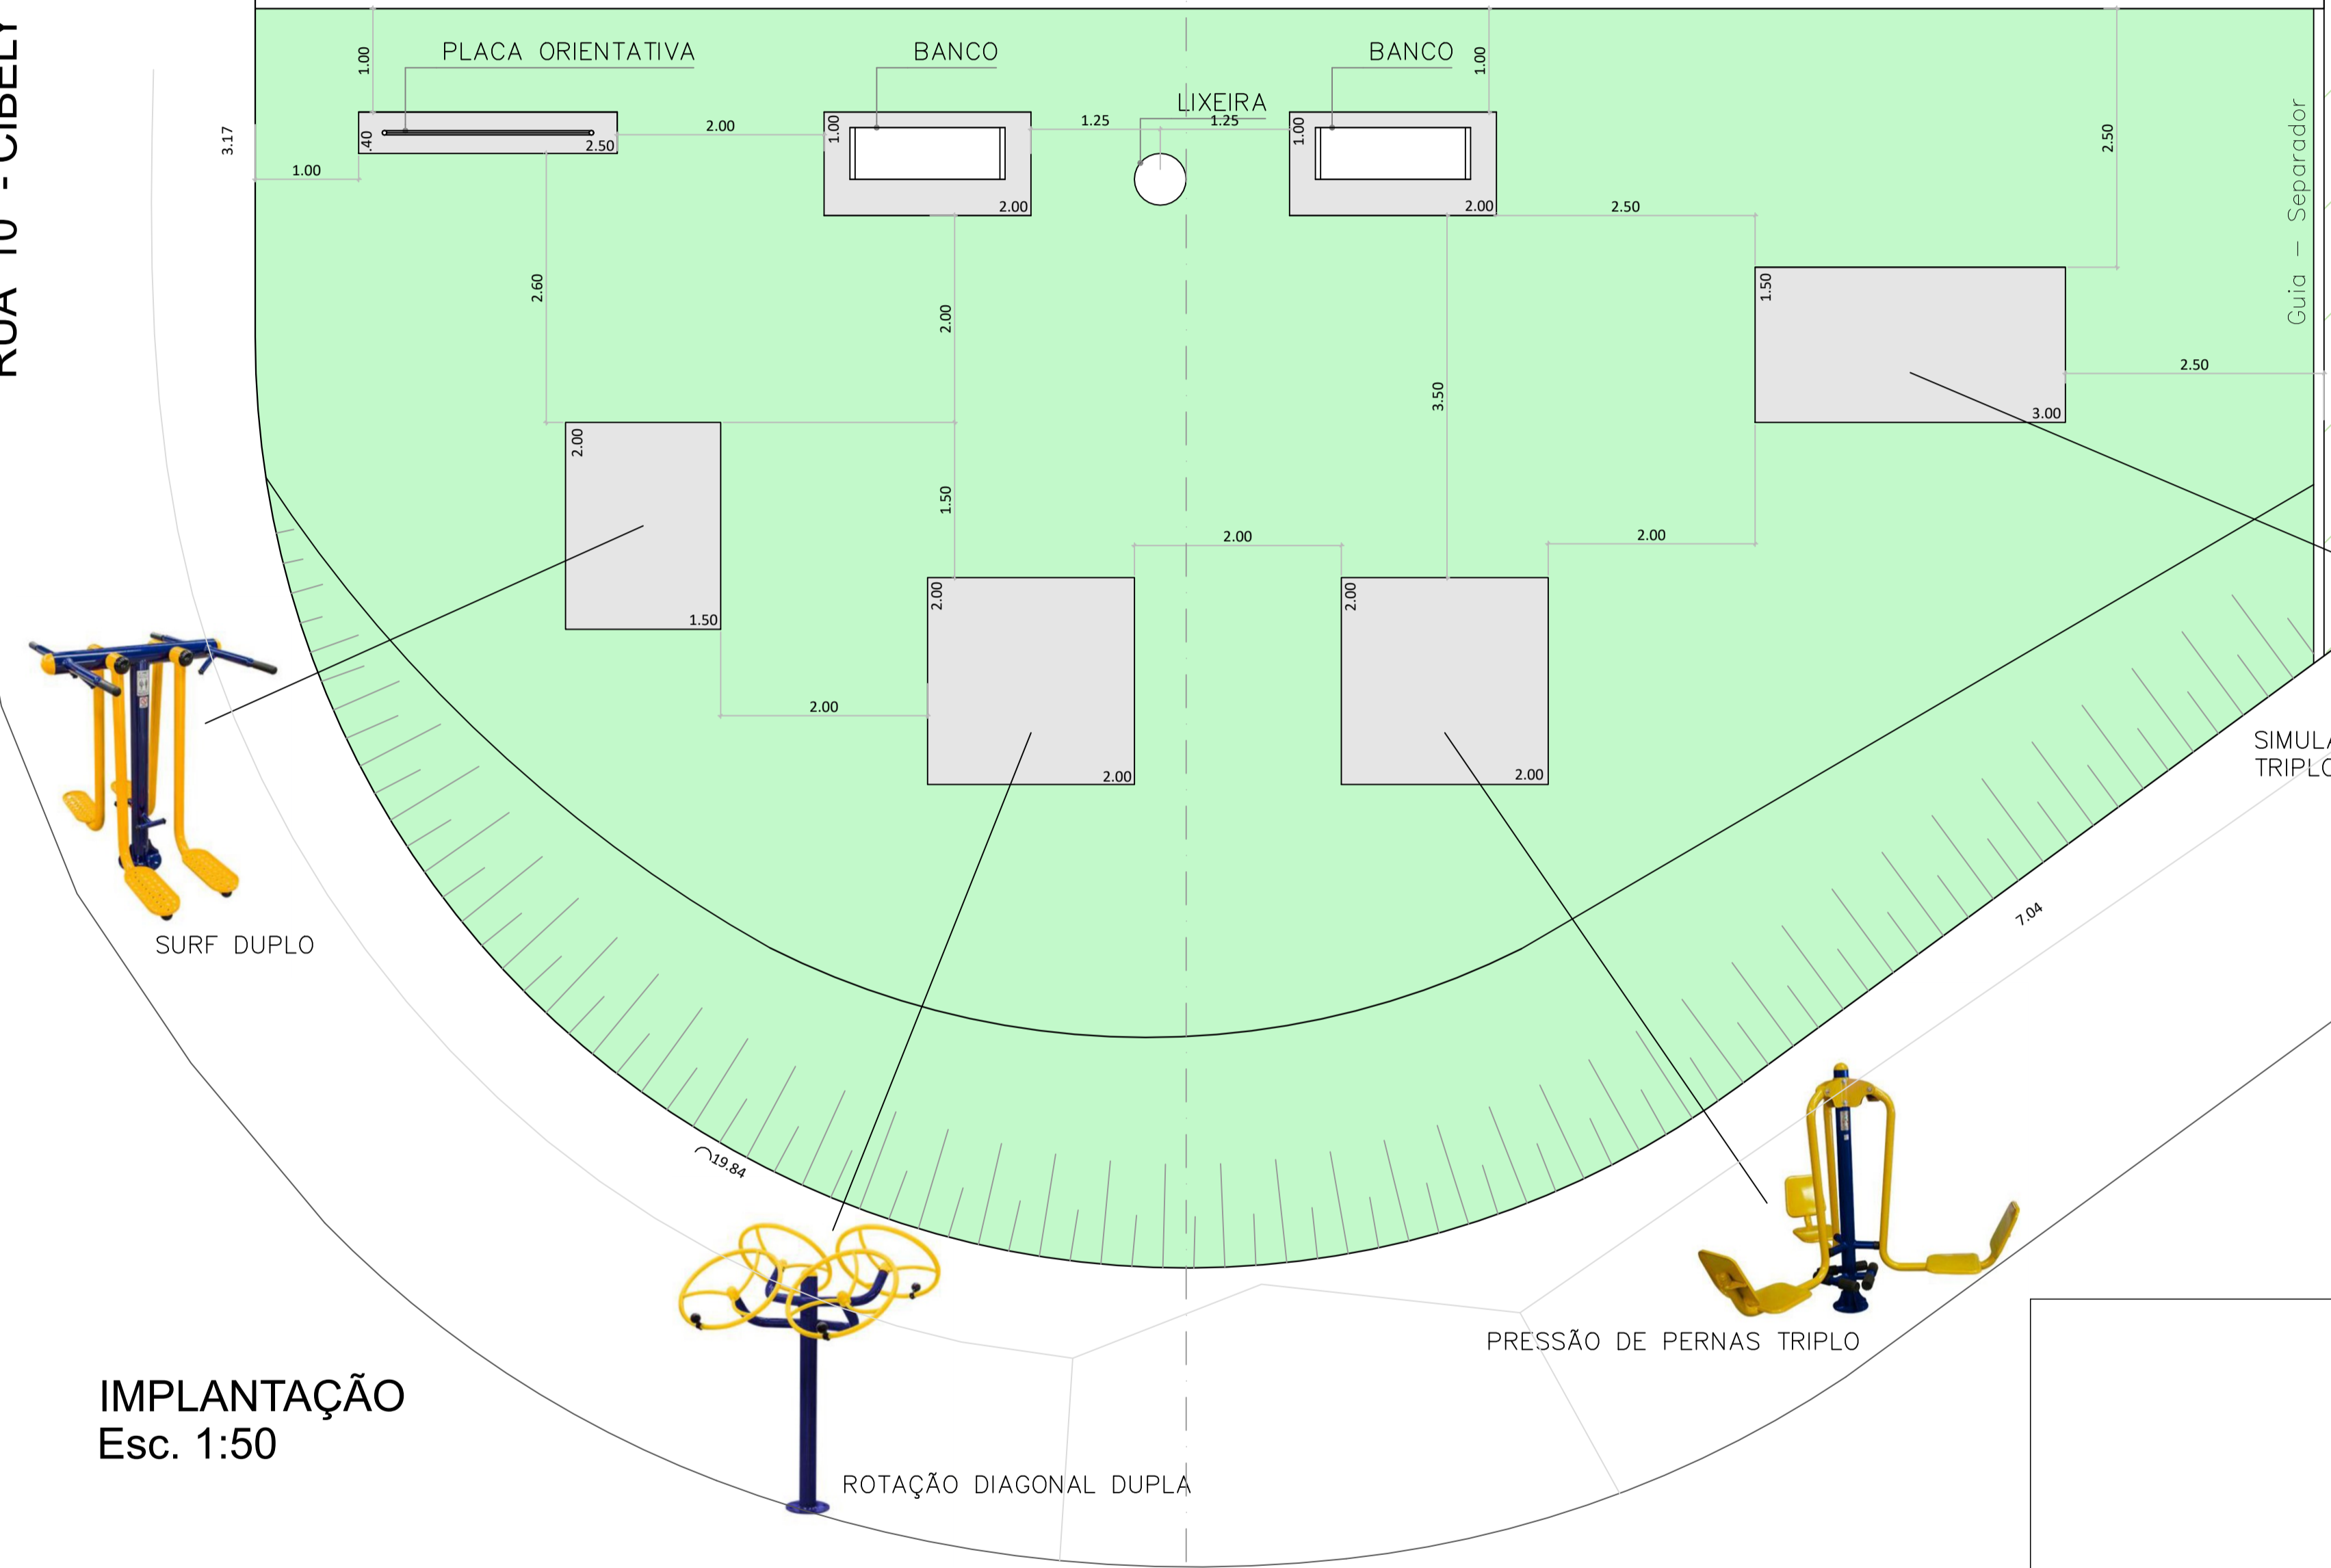 RUA 10 - CIBELY
PLACA ORIENTATIVA
BANCO
BANCO
LIXEIRA
1.00
1.00
3.17
1.00
.40
2.50
2.00
1.00
2.00
1.25
1.25
1.00
2.00
2.50
2.50
Guia – Separador
2.60
2.00
3.50
1.50
3.00
2.50
2.00
1.50
1.50
2.00
2.00
2.00
2.00
2.00
2.00
2.00
SIMULA
TRIPLO
7.04
SURF DUPLO
19.84
PRESSÃO DE PERNAS TRIPLO
IMPLANTAÇÃO
Esc. 1:50
ROTAÇÃO DIAGONAL DUPLA